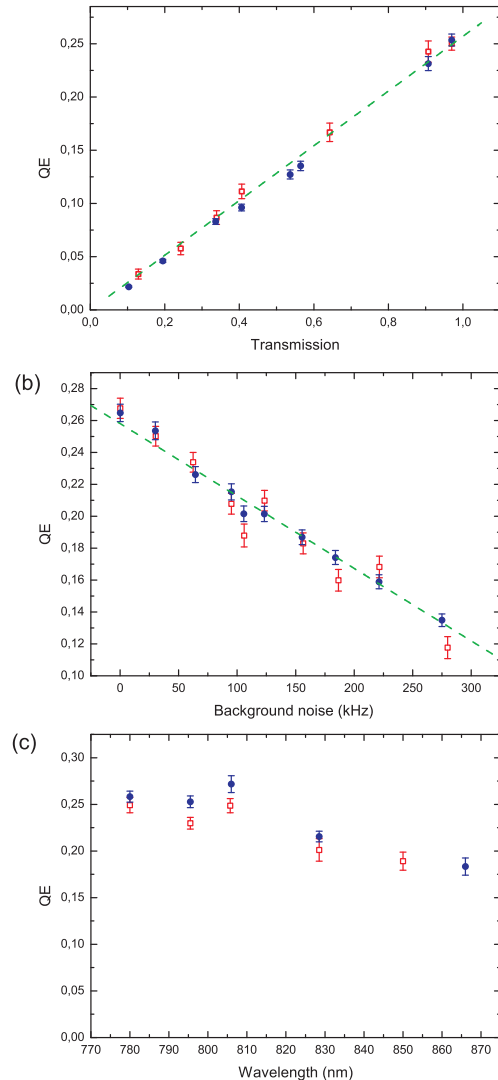 0,25
0,20
0,15
0,10
0,05
0,00
QE
0,0 0,2 0,4 0,6 0,8 1,0
Transmission
(b)
0,28
0,26
0,24
0,22
0,20
0,18
0,16
0,14
0,12
0,10
QE
0 50 100 150 200 250 300
Background noise (kHz)
(c)
0,30
0,25
0,20
0,15
0,10
0,05
0,00
QE
770 780 790 800 810 820 830 840 850 860 870
Wavelength (nm)